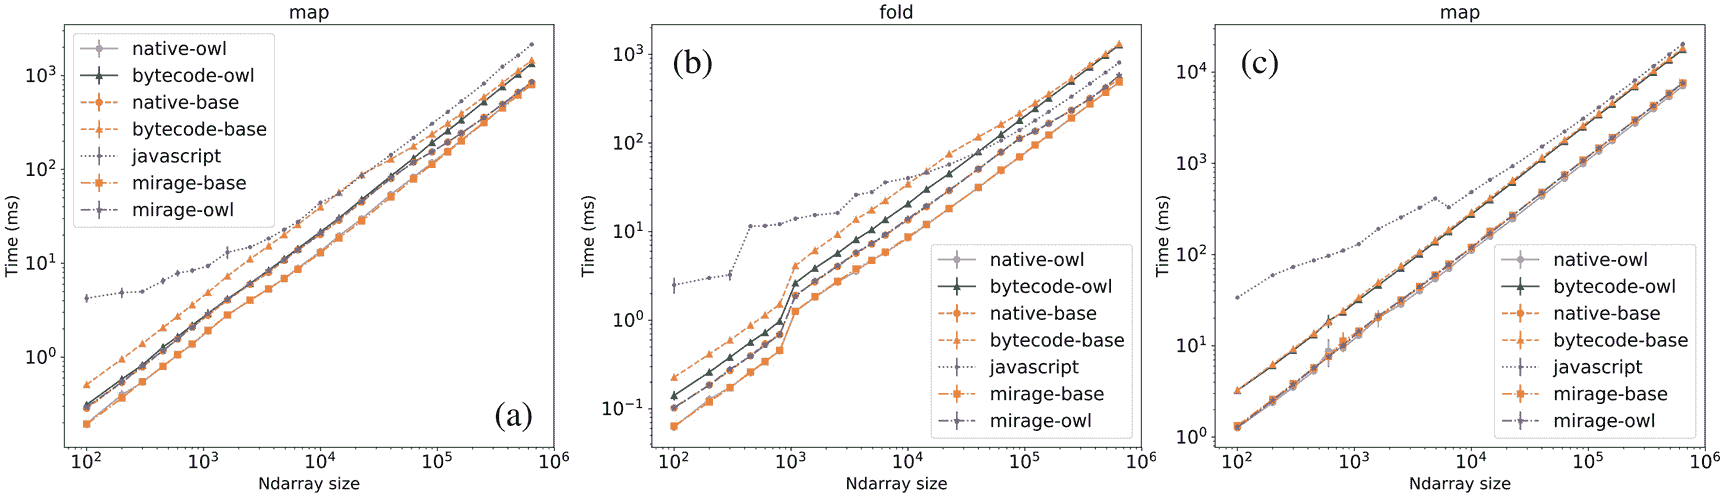 map
Time (ms)
10³
10²
10¹
10⁰
native-owl
bytecode-owl
native-base
bytecode-base
javascript
mirage-base
mirage-owl
(a)
10² 10³ 10⁴ 10⁵ 10⁶
Ndarray size
fold
Time (ms)
10³
10²
10¹
10⁰
10⁻¹
(b)
native-owl
bytecode-owl
native-base
bytecode-base
javascript
mirage-base
mirage-owl
10² 10³ 10⁴ 10⁵ 10⁶
Ndarray size
map
Time (ms)
10⁴
10³
10²
10¹
10⁰
(c)
native-owl
bytecode-owl
native-base
bytecode-base
javascript
mirage-base
mirage-owl
10² 10³ 10⁴ 10⁵ 10⁶
Ndarray size